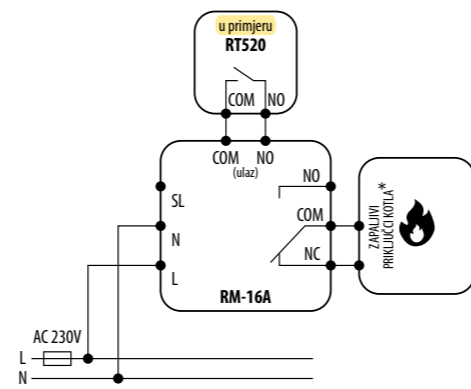 u primjeru
RT520
COM NO
COM NO
(ulaz)
SL
N
L
NO
COM
NC
RM-16A
ZAPALJIVI
PRIKLJUČCI KOTLA*
AC 230V
L
N